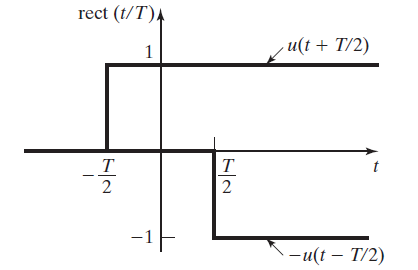 rect (t/T)
1
u(t + T/2)
-T/2
T/2
t
-1
-u(t - T/2)